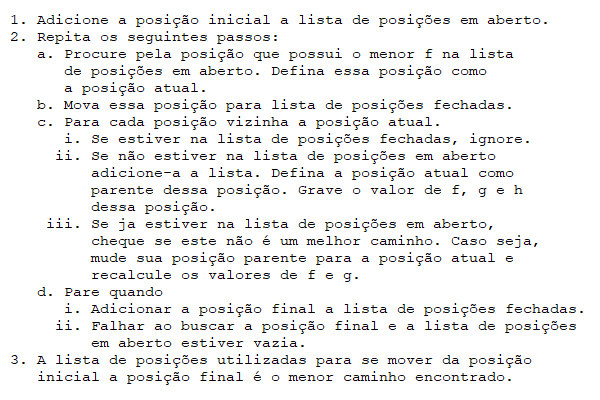 1. Adicione a posição inicial a lista de posições em aberto.
2. Repita os seguintes passos:
a. Procure pela posição que possui o menor f na lista
de posições em aberto. Defina essa posição como
a posição atual.
b. Mova essa posição para lista de posições fechadas.
c. Para cada posição vizinha a posição atual.
i. Se estiver na lista de posições fechadas, ignore.
ii. Se não estiver na lista de posições em aberto
adicione-a a lista. Defina a posição atual como
parente dessa posição. Grave o valor de f, g e h
dessa posição.
iii. Se ja estiver na lista de posições em aberto,
cheque se este não é um melhor caminho. Caso seja,
mude sua posição parente para a posição atual e
recalcule os valores de f e g.
d. Pare quando
i. Adicionar a posição final a lista de posições fechadas.
ii. Falhar ao buscar a posição final e a lista de posições
em aberto estiver vazia.
3. A lista de posições utilizadas para se mover da posição
inicial a posição final é o menor caminho encontrado.